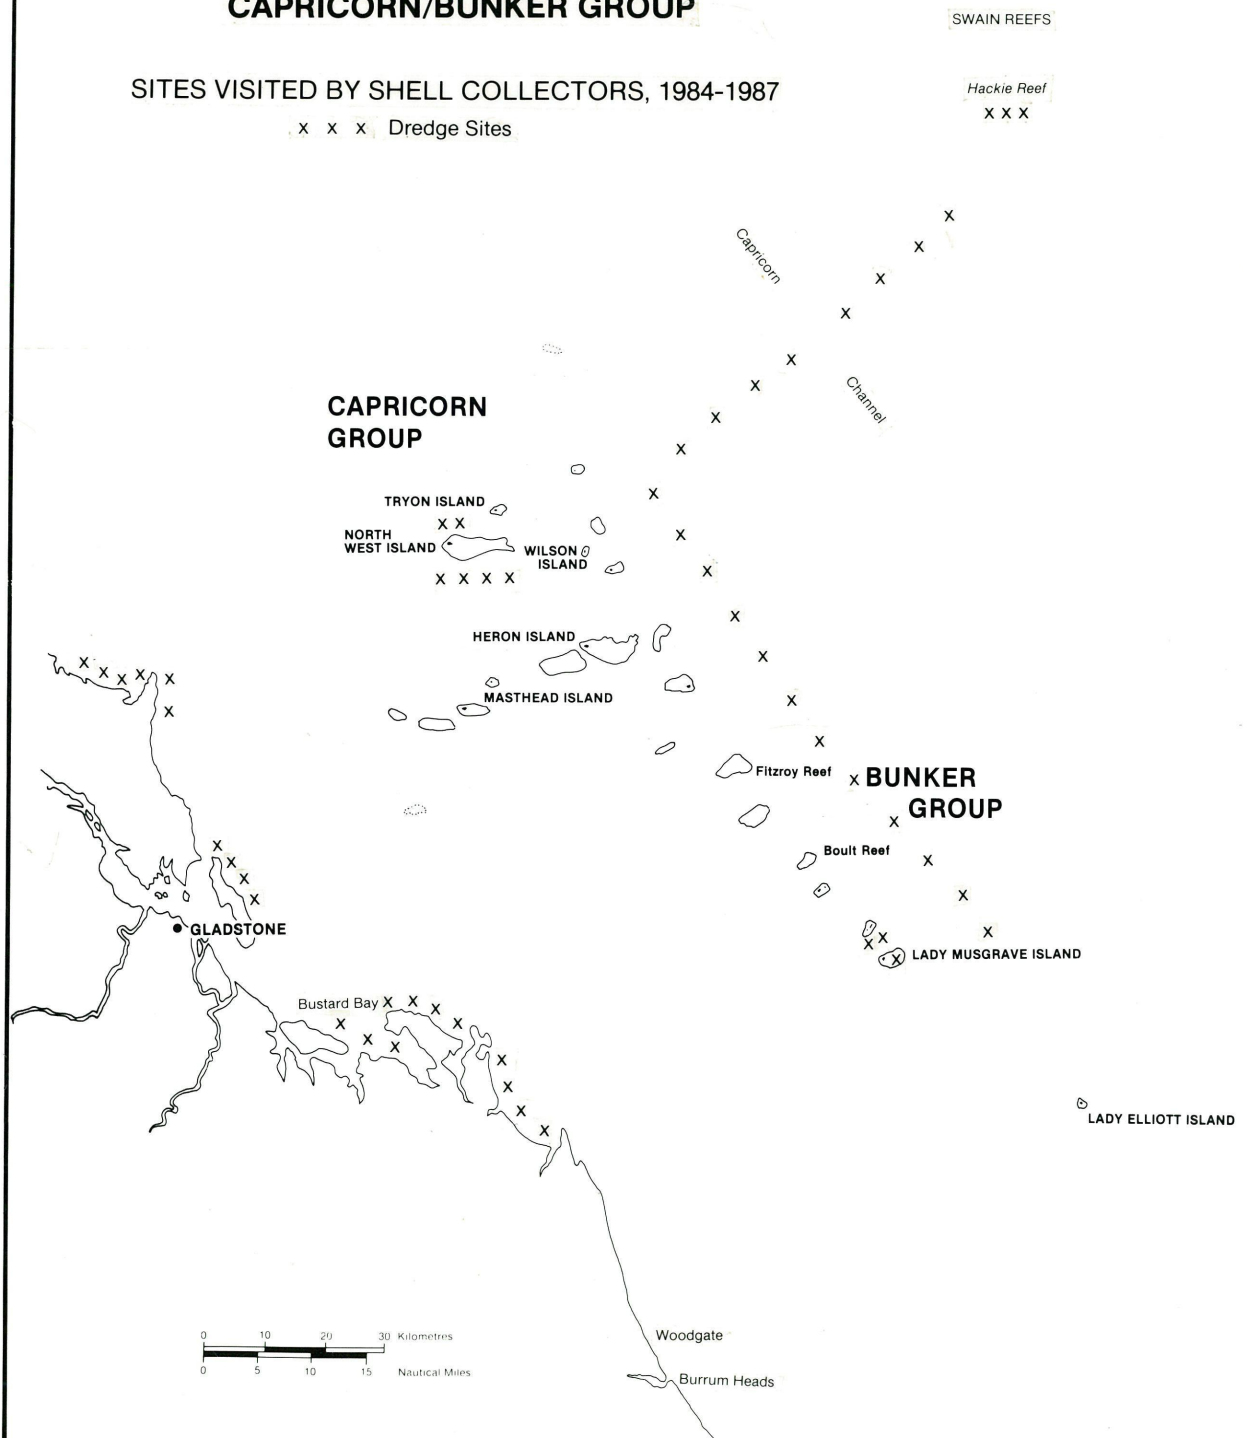 CAPRICORN/BUNKER GROUP
SWAIN REEFS
SITES VISITED BY SHELL COLLECTORS, 1984-1987
x x x Dredge Sites
Hackie Reef
X X X
Capricorn
Channel
CAPRICORN
GROUP
TRYON ISLAND
X X
NORTH
WEST ISLAND
WILSON
ISLAND
X X X X
HERON ISLAND
MASTHEAD ISLAND
Fitzroy Reef
BUNKER
GROUP
Boult Reef
GLADSTONE
LADY MUSGRAVE ISLAND
Bustard Bay
LADY ELLIOTT ISLAND
0 10 20 30 Kilometres
0 5 10 15 Nautical Miles
Woodgate
Burrum Heads